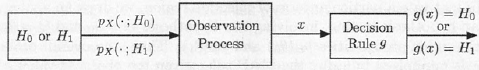 H_0 or H_1
p_X(·; H_0)
p_X(·; H_1)
Observation
Process
x
Decision
Rule g
g(x) = H_0
or
g(x) = H_1